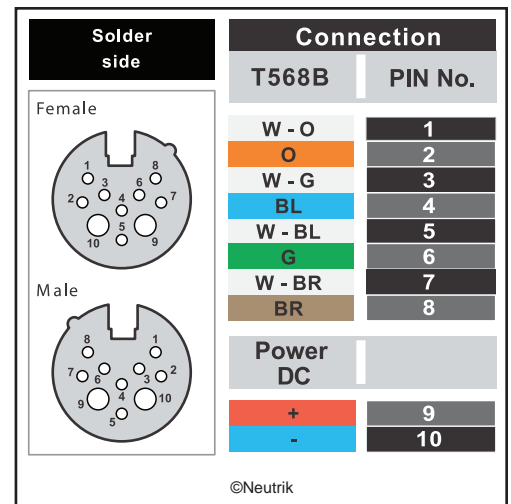 Solder
side
Female
1 8
3 6
2 4 7
5
10 9
Male
8 1
7 6 3 2
4
9 10
5
Connection
T568B PIN No.
W - O 1
O 2
W - G 3
BL 4
W - BL 5
G 6
W - BR 7
BR 8
Power
DC
+ 9
- 10
©Neutrik